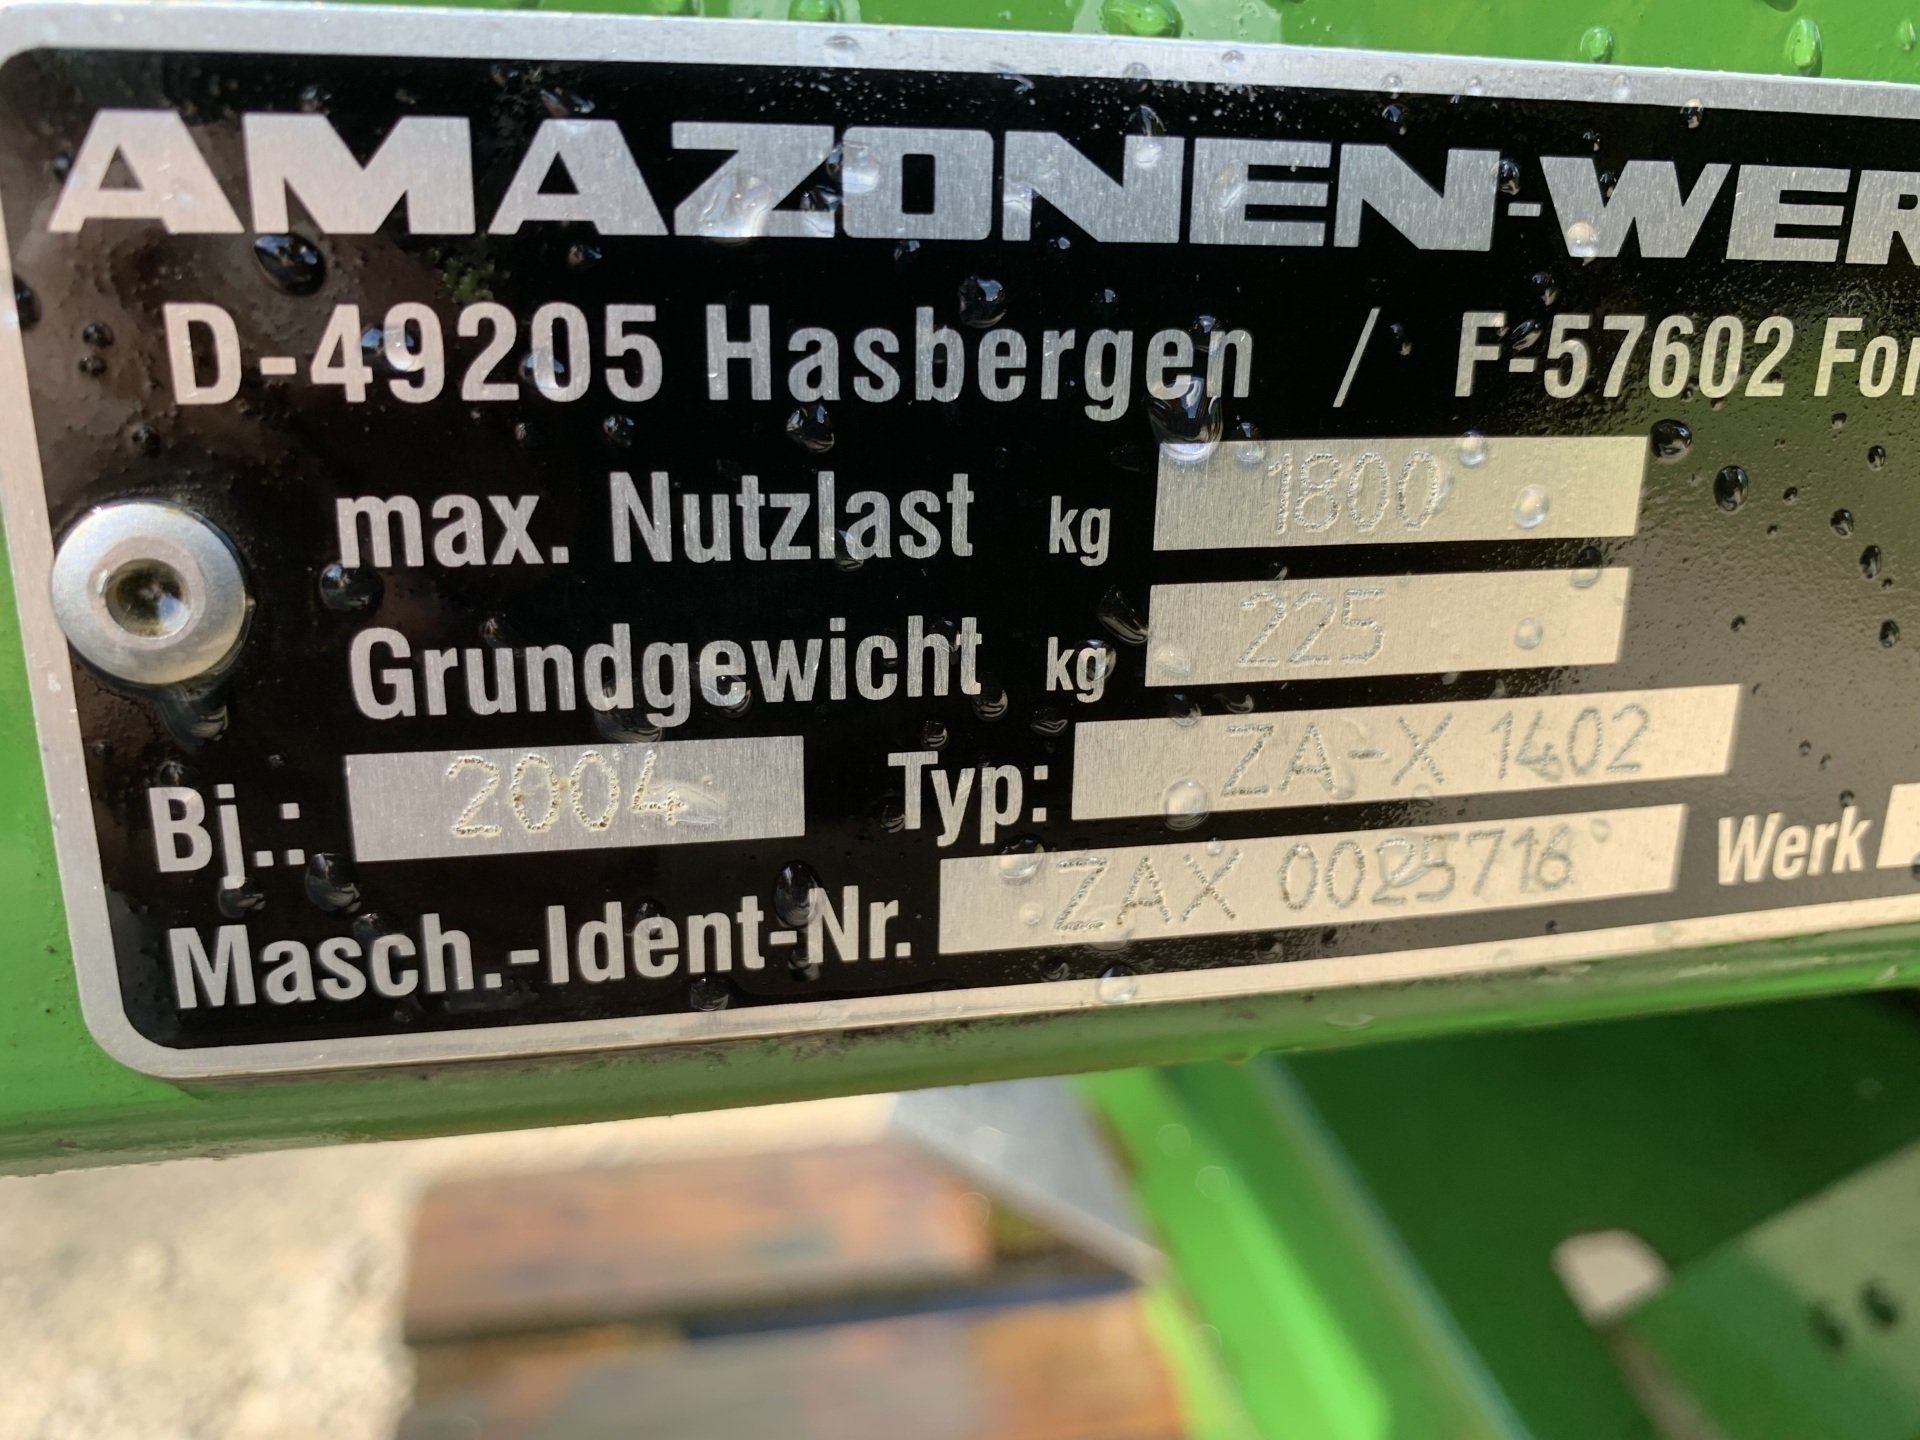 AMAZONEN-WER
D-49205 Hasbergen / F-57602 For
max. Nutzlast kg 1800
Grundgewicht kg 225
Bj.: 2004 Typ: ZA-X 1402
Masch.-Ident-Nr. ZAX 0025716 Werk